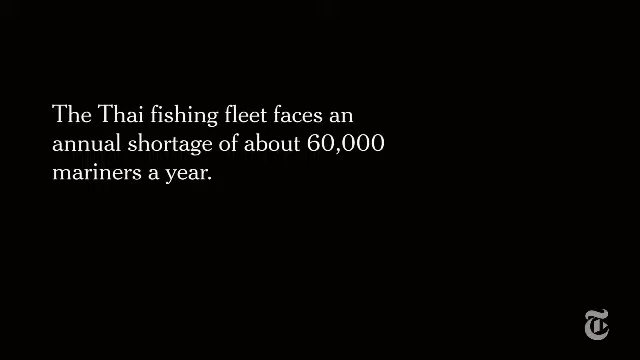 The Thai fishing fleet faces an
annual shortage of about 60,000
mariners a year.
T